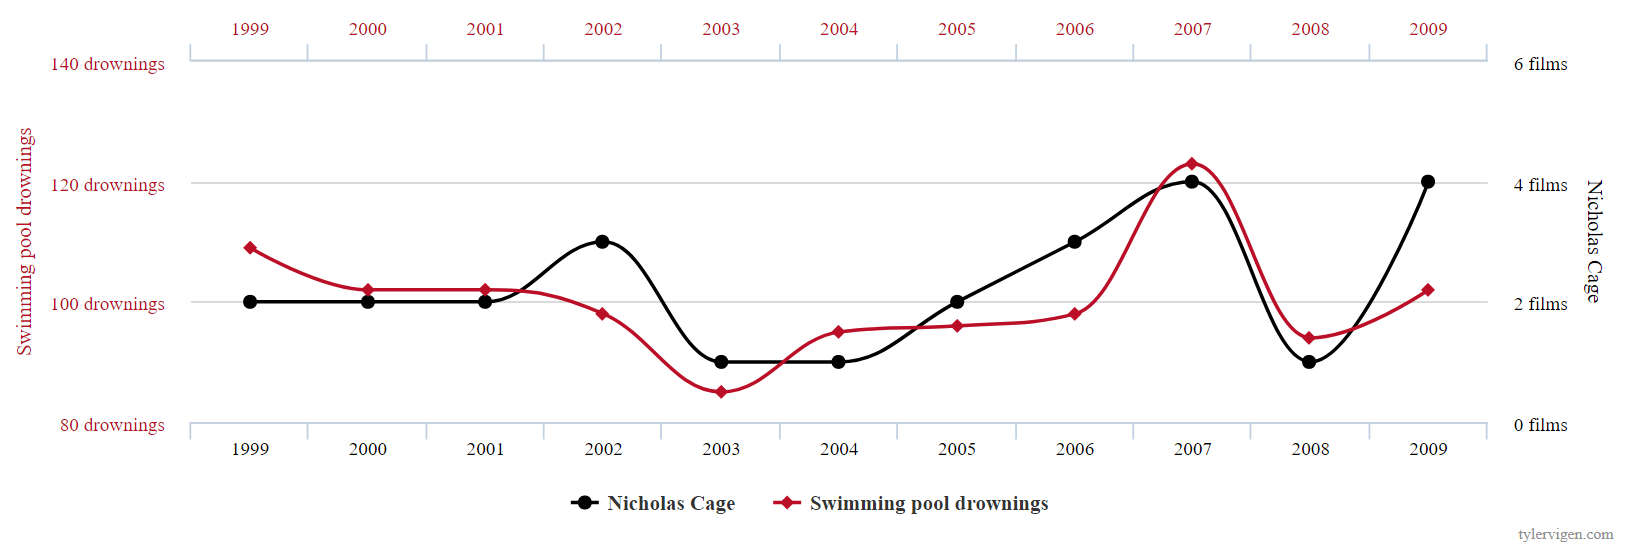 1999 2000 2001 2002 2003 2004 2005 2006 2007 2008 2009
140 drownings 6 films
120 drownings 4 films
100 drownings 2 films
80 drownings 0 films
Swimming pool drownings
Nicholas Cage
1999 2000 2001 2002 2003 2004 2005 2006 2007 2008 2009
Nicholas Cage Swimming pool drownings
tylervigen.com